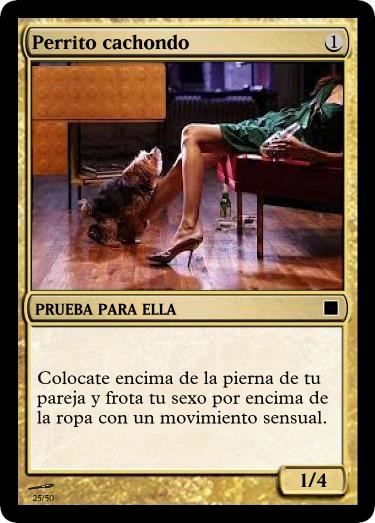 Perrito cachondo
1
PRUEBA PARA ELLA
Colocate encima de la pierna de tu
pareja y frota tu sexo por encima de
la ropa con un movimiento sensual.
1/4
25/50